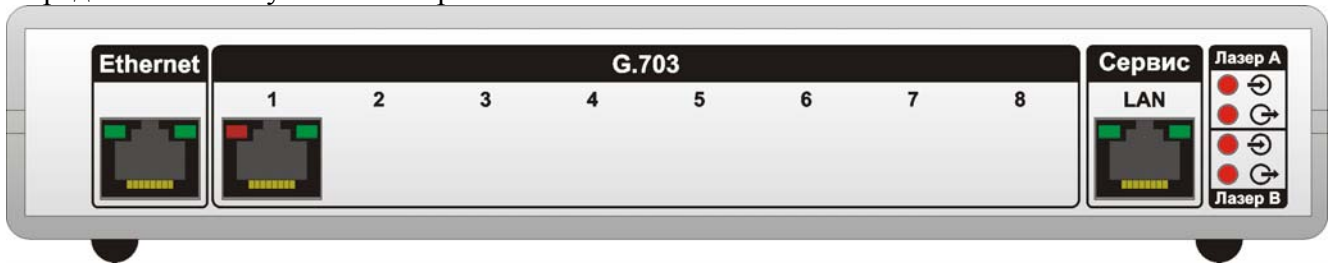 Ethernet
G.703
Сервис
Лазер A
1 2 3 4 5 6 7 8
LAN
Лазер B